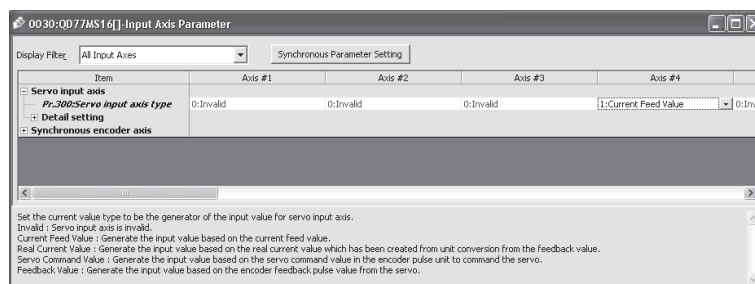 0030:QD77MS16[]-Input Axis Parameter
Display Filter All Input Axes Synchronous Parameter Setting
Item Axis #1 Axis #2 Axis #3 Axis #4
Servo input axis
Pr.300:Servo input axis type 0:Invalid 0:Invalid 0:Invalid 1:Current Feed Value 0:Inv
Detail setting
Synchronous encoder axis
Set the current value type to be the generator of the input value for servo input axis.
Invalid : Servo input axis is invalid.
Current Feed Value : Generate the input value based on the current feed value.
Real Current Value : Generate the input value based on the real current value which has been created from unit conversion from the feedback value.
Servo Command Value : Generate the input value based on the servo command value in the encoder pulse unit to command the servo.
Feedback Value : Generate the input value based on the encoder feedback pulse value from the servo.